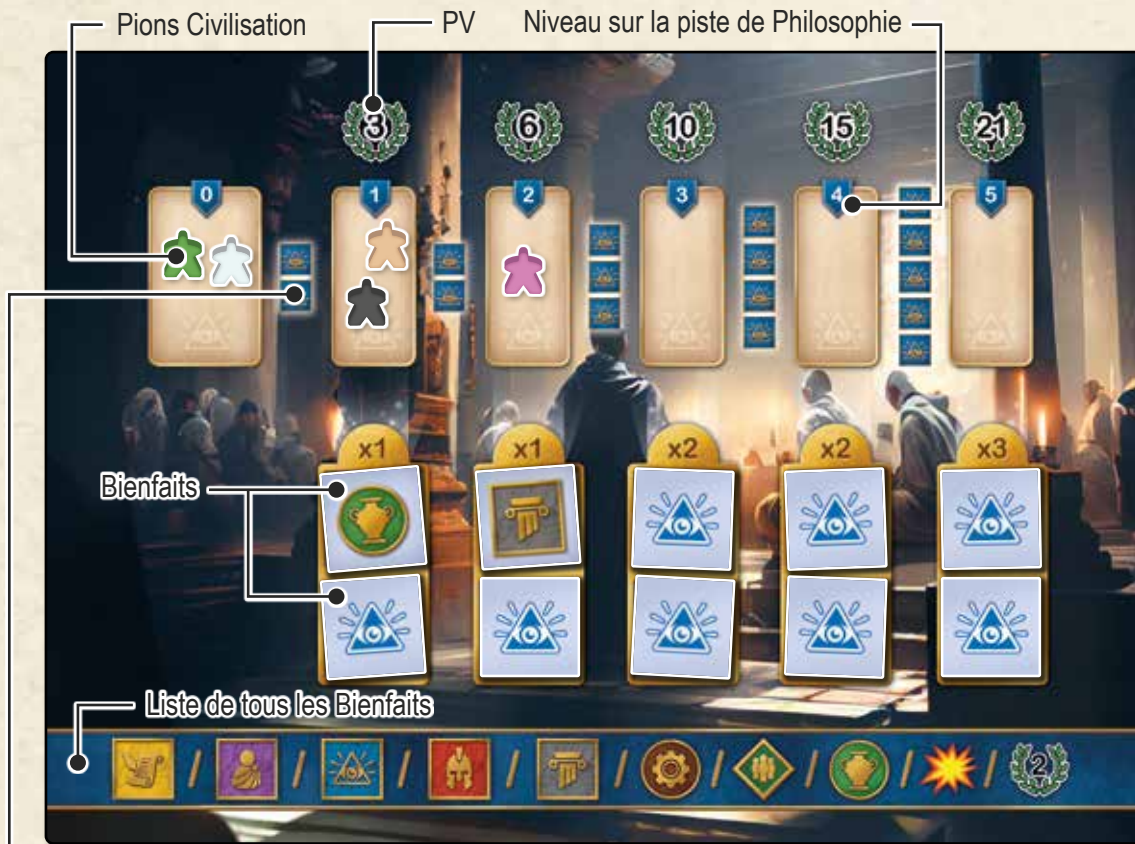 Pions Civilisation
PV
Niveau sur la piste de Philosophie
3
6
10
15
21
0
1
2
3
4
5
x1
x1
x2
x2
x3
Bienfaits
Liste de tous les Bienfaits
/ / / / / / / / / 2